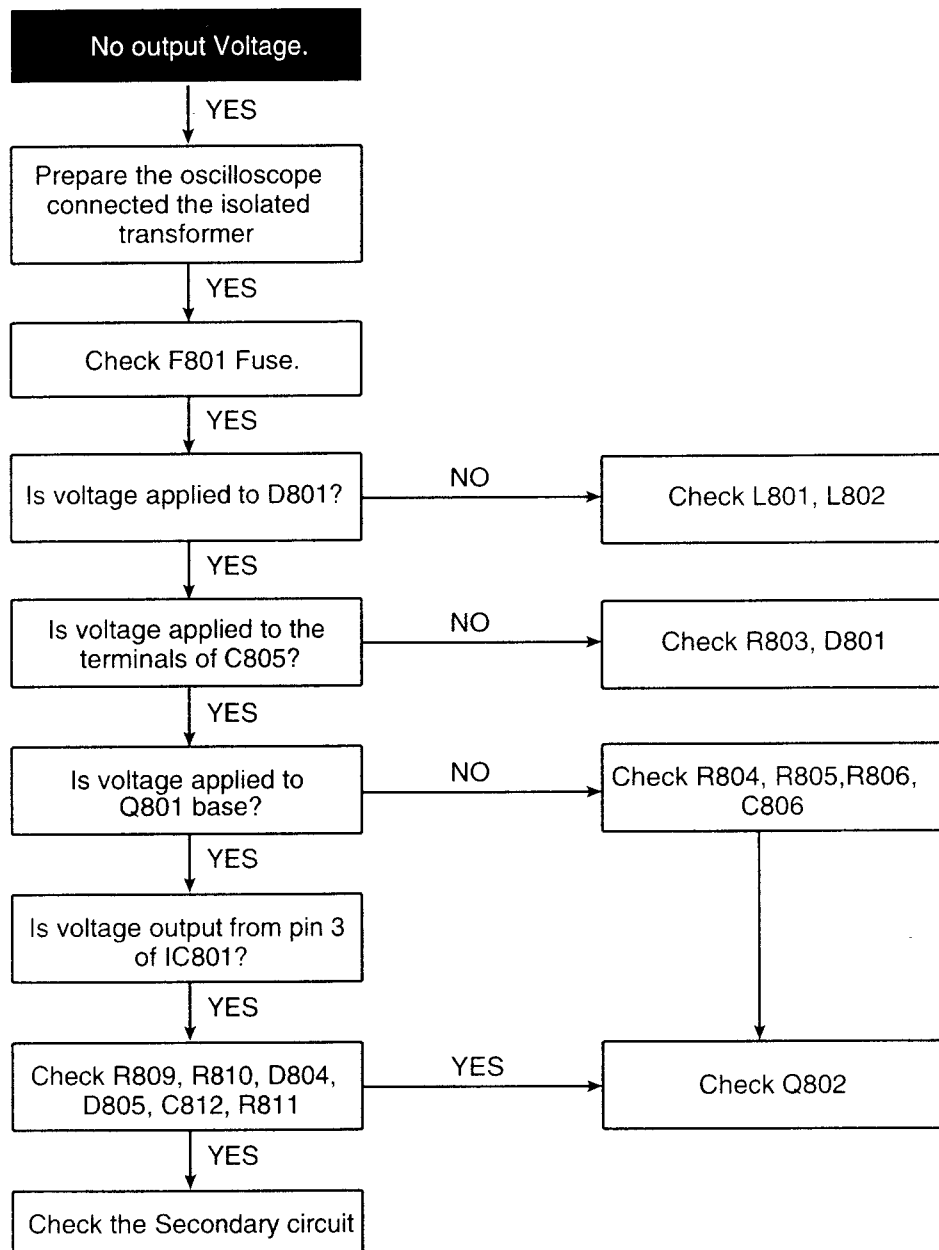 No output Voltage.
YES
Prepare the oscilloscope
connected the isolated
transformer
YES
Check F801 Fuse.
YES
Is voltage applied to D801?
NO
Check L801, L802
YES
Is voltage applied to the
terminals of C805?
NO
Check R803, D801
YES
Is voltage applied to
Q801 base?
NO
Check R804, R805,R806,
C806
YES
Is voltage output from pin 3
of IC801?
YES
Check R809, R810, D804,
D805, C812, R811
YES
Check Q802
YES
Check the Secondary circuit